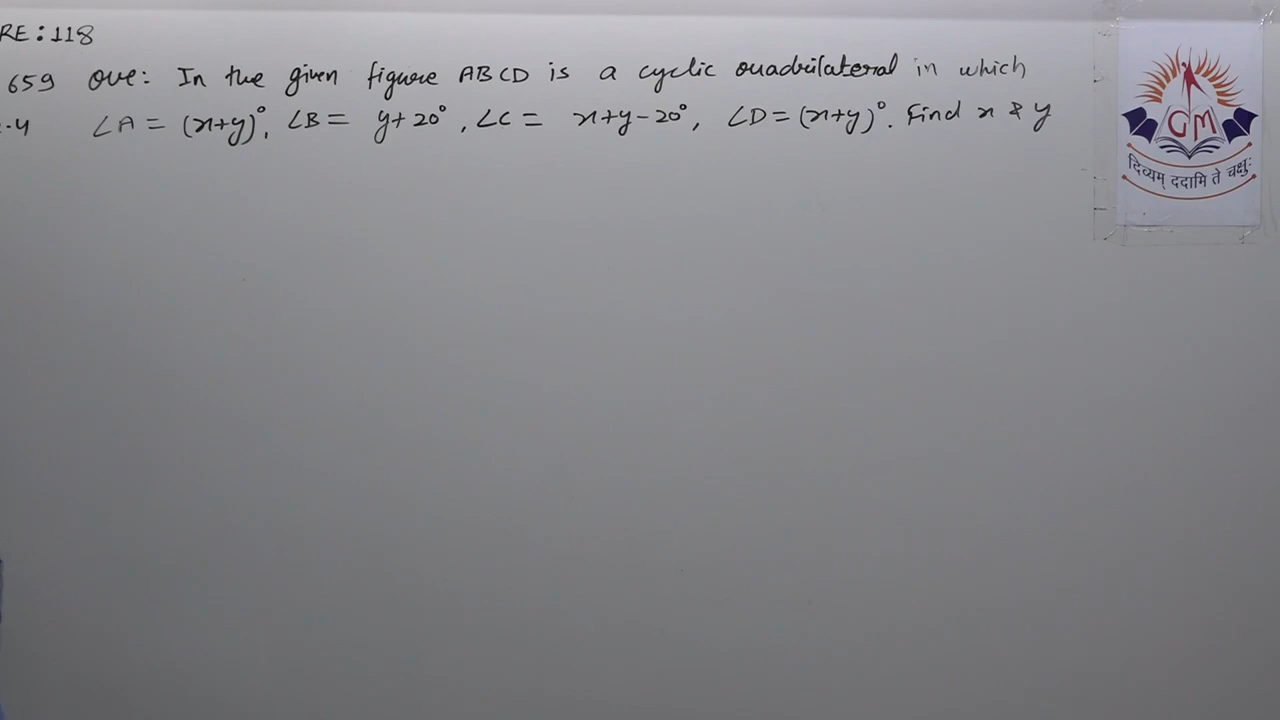 RE: 118
659 Que: In the given figure ABCD is a cyclic quadrilateral in which
.4 ∠A = (x+y)°, ∠B = y+20°, ∠C = x+y-20°, ∠D = (x+y)°. Find x & y
GM
दिव्यम् ददामि ते चक्षुः